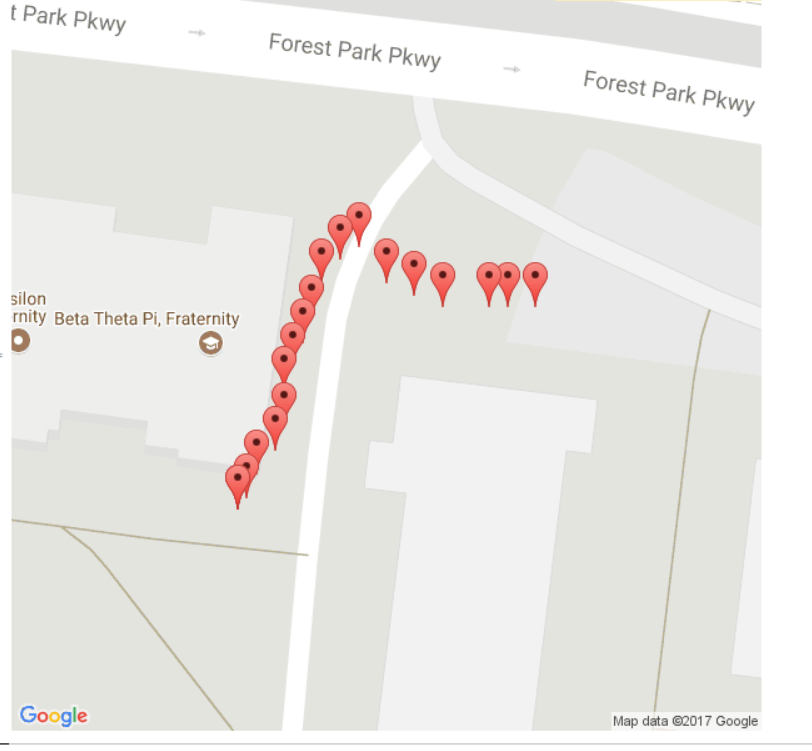 t Park Pkwy
Forest Park Pkwy
Forest Park Pkwy
silon
rnity
Beta Theta Pi, Fraternity
Google
Map data ©2017 Google